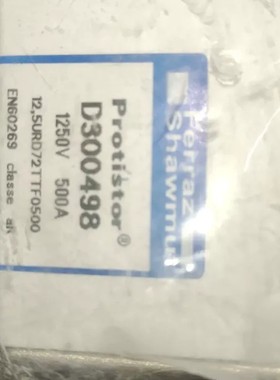 Ferraz
Shawmut
Protistor®
D300498
1250V 500A
12,5URD72TTF0500
EN60269 classe aR